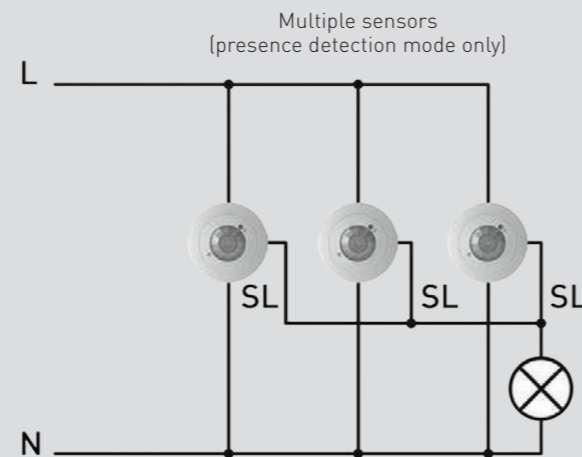 Multiple sensors
(presence detection mode only)
L
SL
SL
SL
N